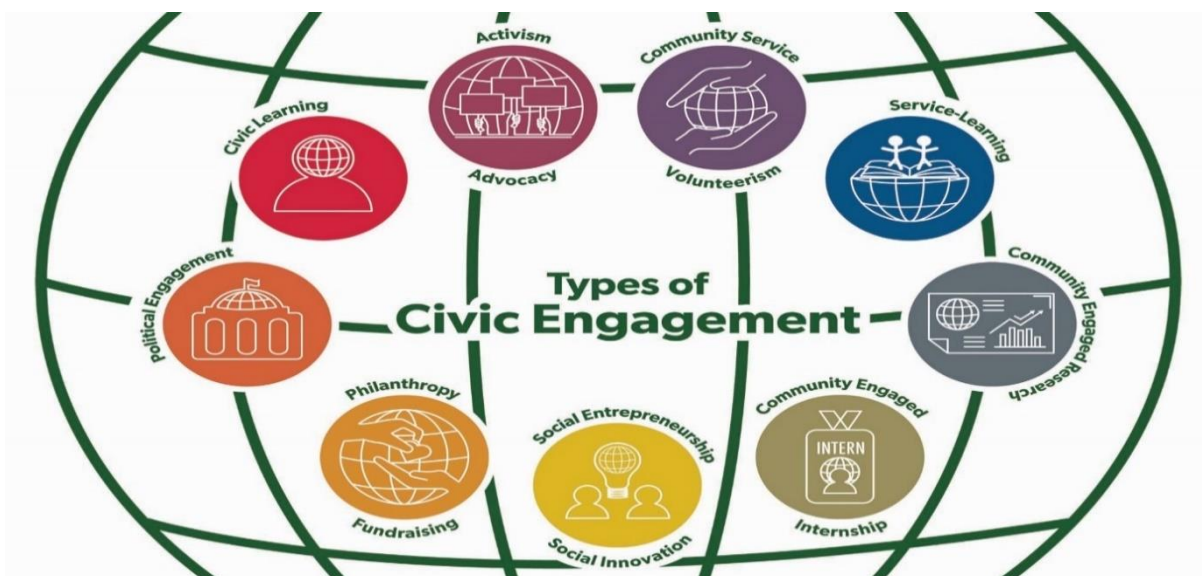 Activism
Advocacy
Community Service
Volunteerism
Civic Learning
Service-Learning
Political Engagement
Types of
Civic Engagement
Community Engaged Research
Philanthropy
Fundraising
Social Entrepreneurship
Social Innovation
Community Engaged
INTERN
Internship